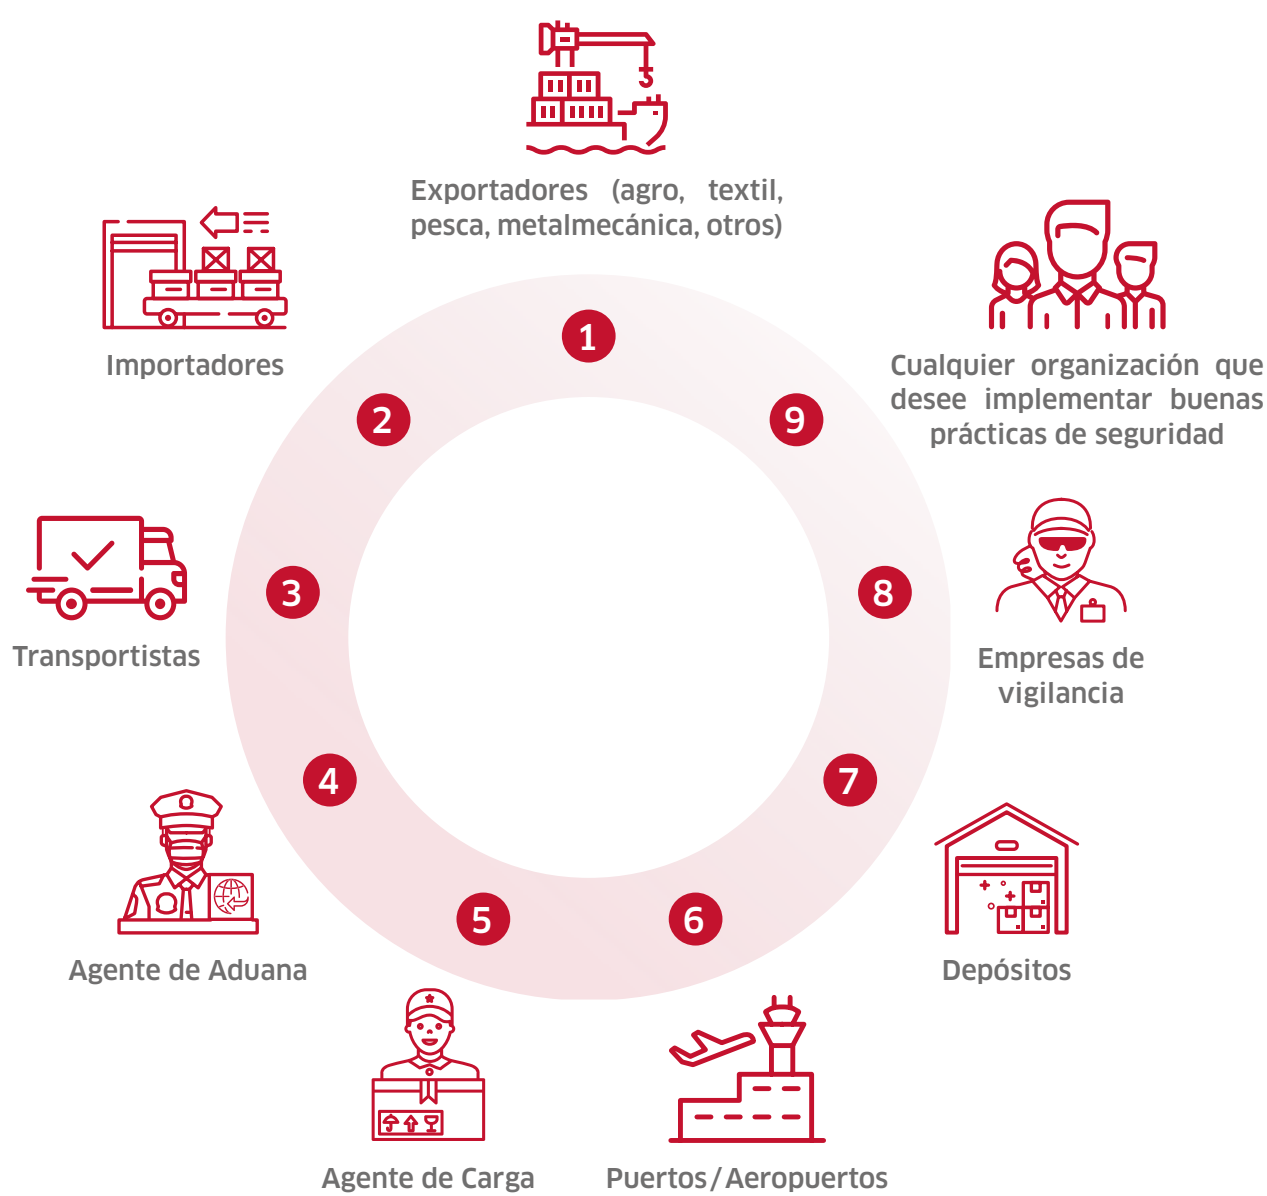 Exportadores (agro, textil,
pesca, metalmecánica, otros)
1
Importadores
2
Transportistas
3
Agente de Aduana
4
Agente de Carga
5
Puertos/Aeropuertos
6
Depósitos
7
Empresas de
vigilancia
8
Cualquier organización que
desee implementar buenas
prácticas de seguridad
9